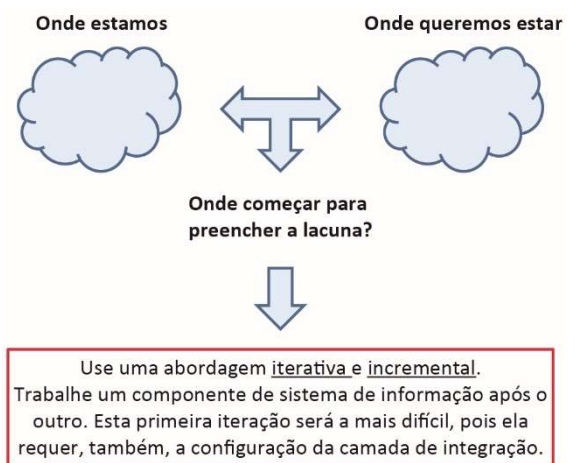 Onde estamos
Onde queremos estar
Onde começar para
preencher a lacuna?
Use uma abordagem iterativa e incremental.
Trabalhe um componente de sistema de informação após o
outro. Esta primeira iteração será a mais difícil, pois ela
requer, também, a configuração da camada de integração.